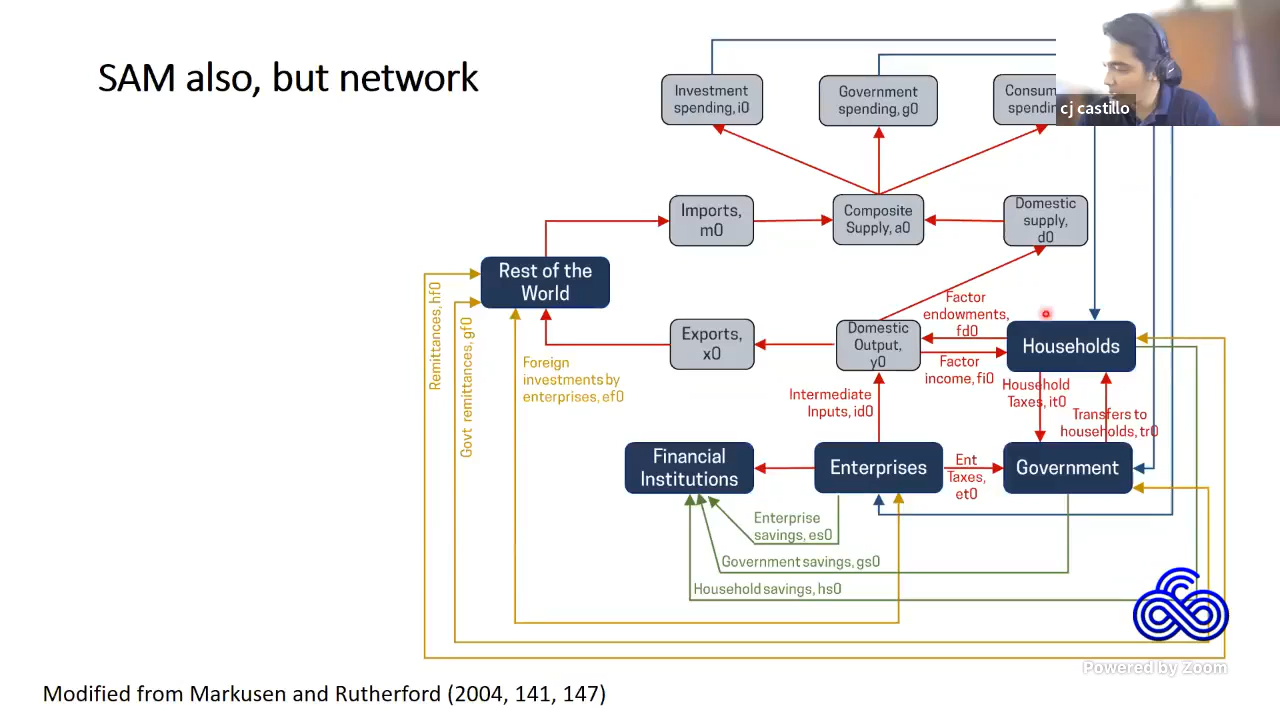 SAM also, but network
Investment
spending, i0
Government
spending, g0
Consum
spendin
cj castillo
Imports,
m0
Composite
Supply, a0
Domestic
supply,
d0
Rest of the
World
Remittances, hf0
Govt remittances, gf0
Foreign
investments by
enterprises, ef0
Exports,
x0
Domestic
Output,
y0
Factor
endowments,
fd0
Factor
income, fi0
Households
Household
Taxes, it0
Transfers to
households, tr0
Intermediate
Inputs, id0
Financial
Institutions
Enterprises
Ent
Taxes,
et0
Government
Enterprise
savings, es0
Government savings, gs0
Household savings, hs0
Powered by Zoom
Modified from Markusen and Rutherford (2004, 141, 147)